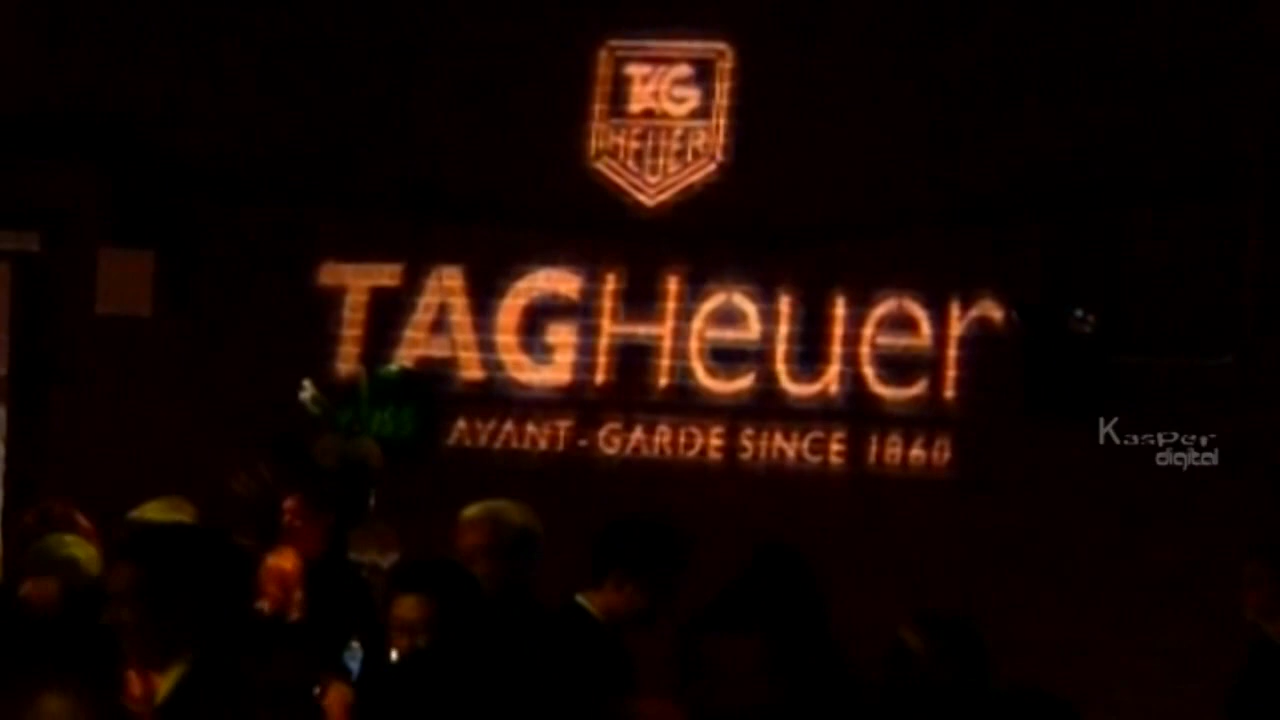 TAG
HEUER
TAGHeuer
AVANT-GARDE SINCE 1860
KasPer
digital